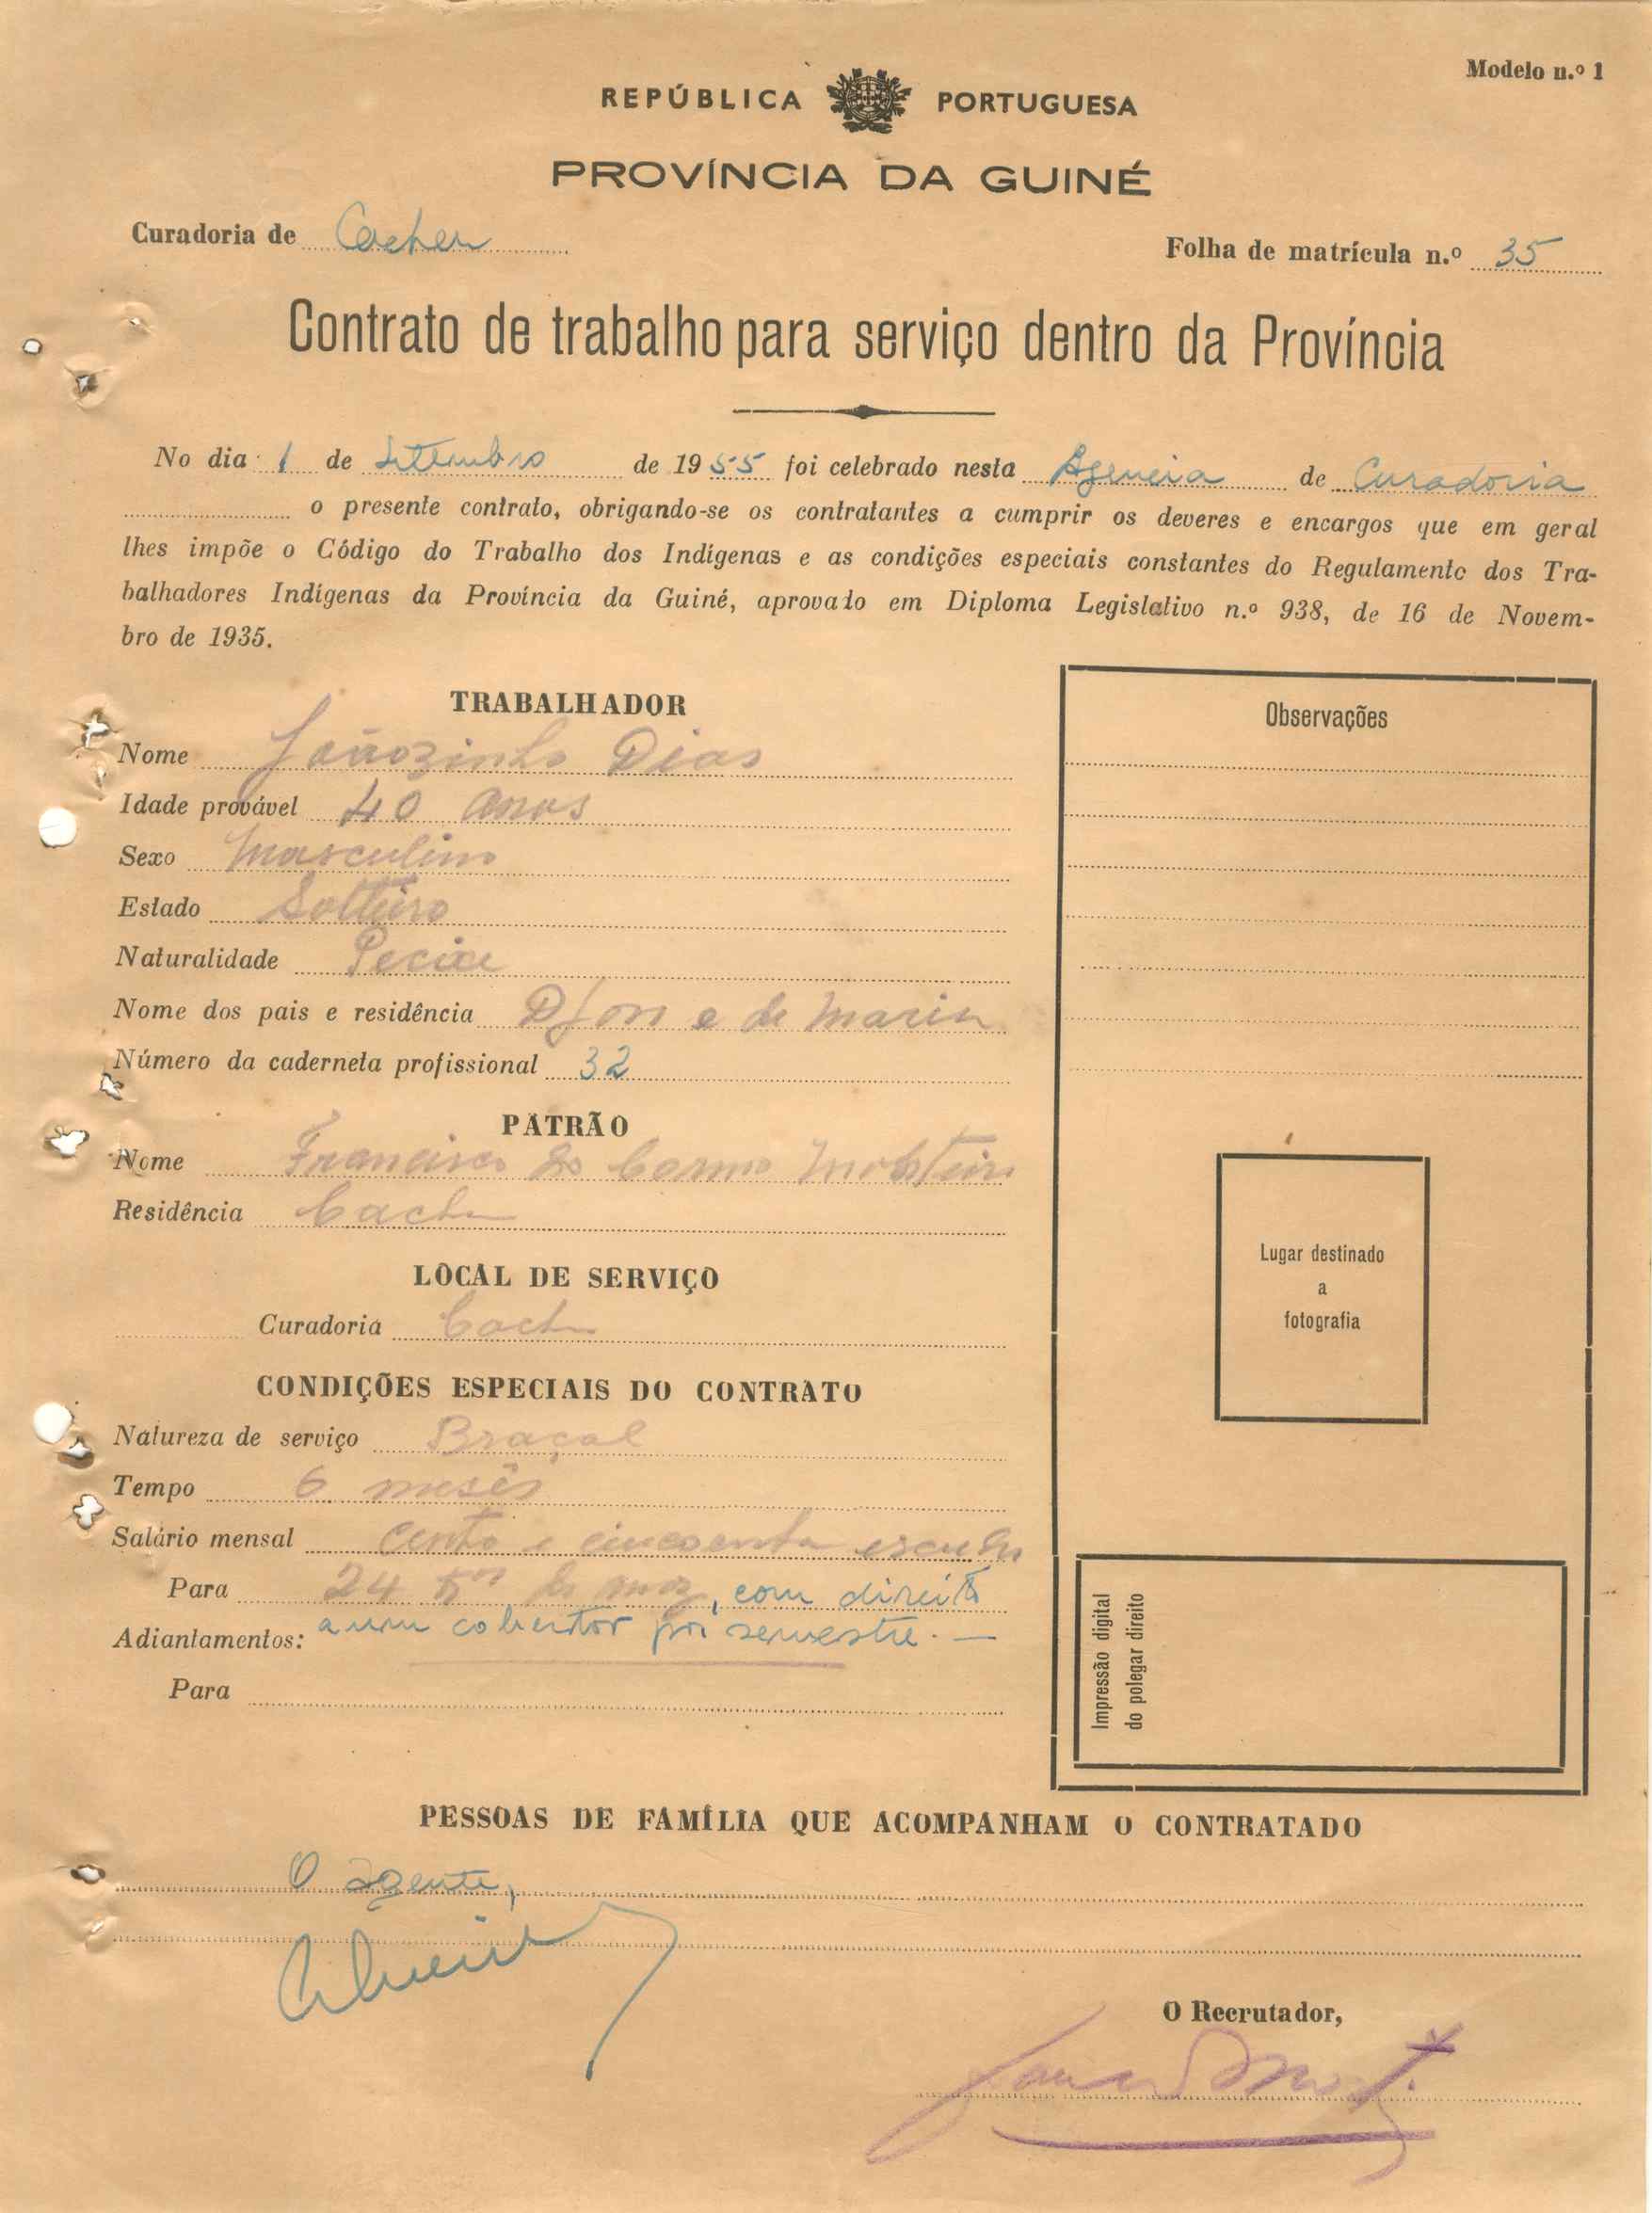 Modelo n.º 1
REPÚBLICA PORTUGUESA
PROVÍNCIA DA GUINÉ
Curadoria de Cacheu
Folha de matrícula n.º 35
Contrato de trabalho para serviço dentro da Província
No dia 1 de Setembro de 1955 foi celebrado nesta Agencia de Curadoria
o presente contrato, obrigando-se os contratantes a cumprir os deveres e encargos que em geral
lhes impõe o Código do Trabalho dos Indígenas e as condições especiais constantes do Regulamento dos Tra-
balhadores Indígenas da Província da Guiné, aprovado em Diploma Legislativo n.º 938, de 16 de Novem-
bro de 1935.
TRABALHADOR
Nome Joãozinho Dias
Idade provável 40 anos
Sexo Masculino
Estado Solteiro
Naturalidade Pecixe
Nome dos pais e residência e de Maria
Número da caderneta profissional 32
PATRÃO
Nome Francisco do Carmo
Residência Cacheu
LOCAL DE SERVIÇO
Curadoria Cacheu
CONDIÇÕES ESPECIAIS DO CONTRATO
Natureza de serviço Braçal
Tempo 6 mesês
Salário mensal Cento e cincoenta escudos
Para 24 de arroz, com direito
Adiantamentos: a um cobertor por semestre. —
Para
Observações
Lugar destinado
a
fotografia
Impressão digital
do polegar direito
PESSOAS DE FAMÍLIA QUE ACOMPANHAM O CONTRATADO
O agente,
O Recrutador,